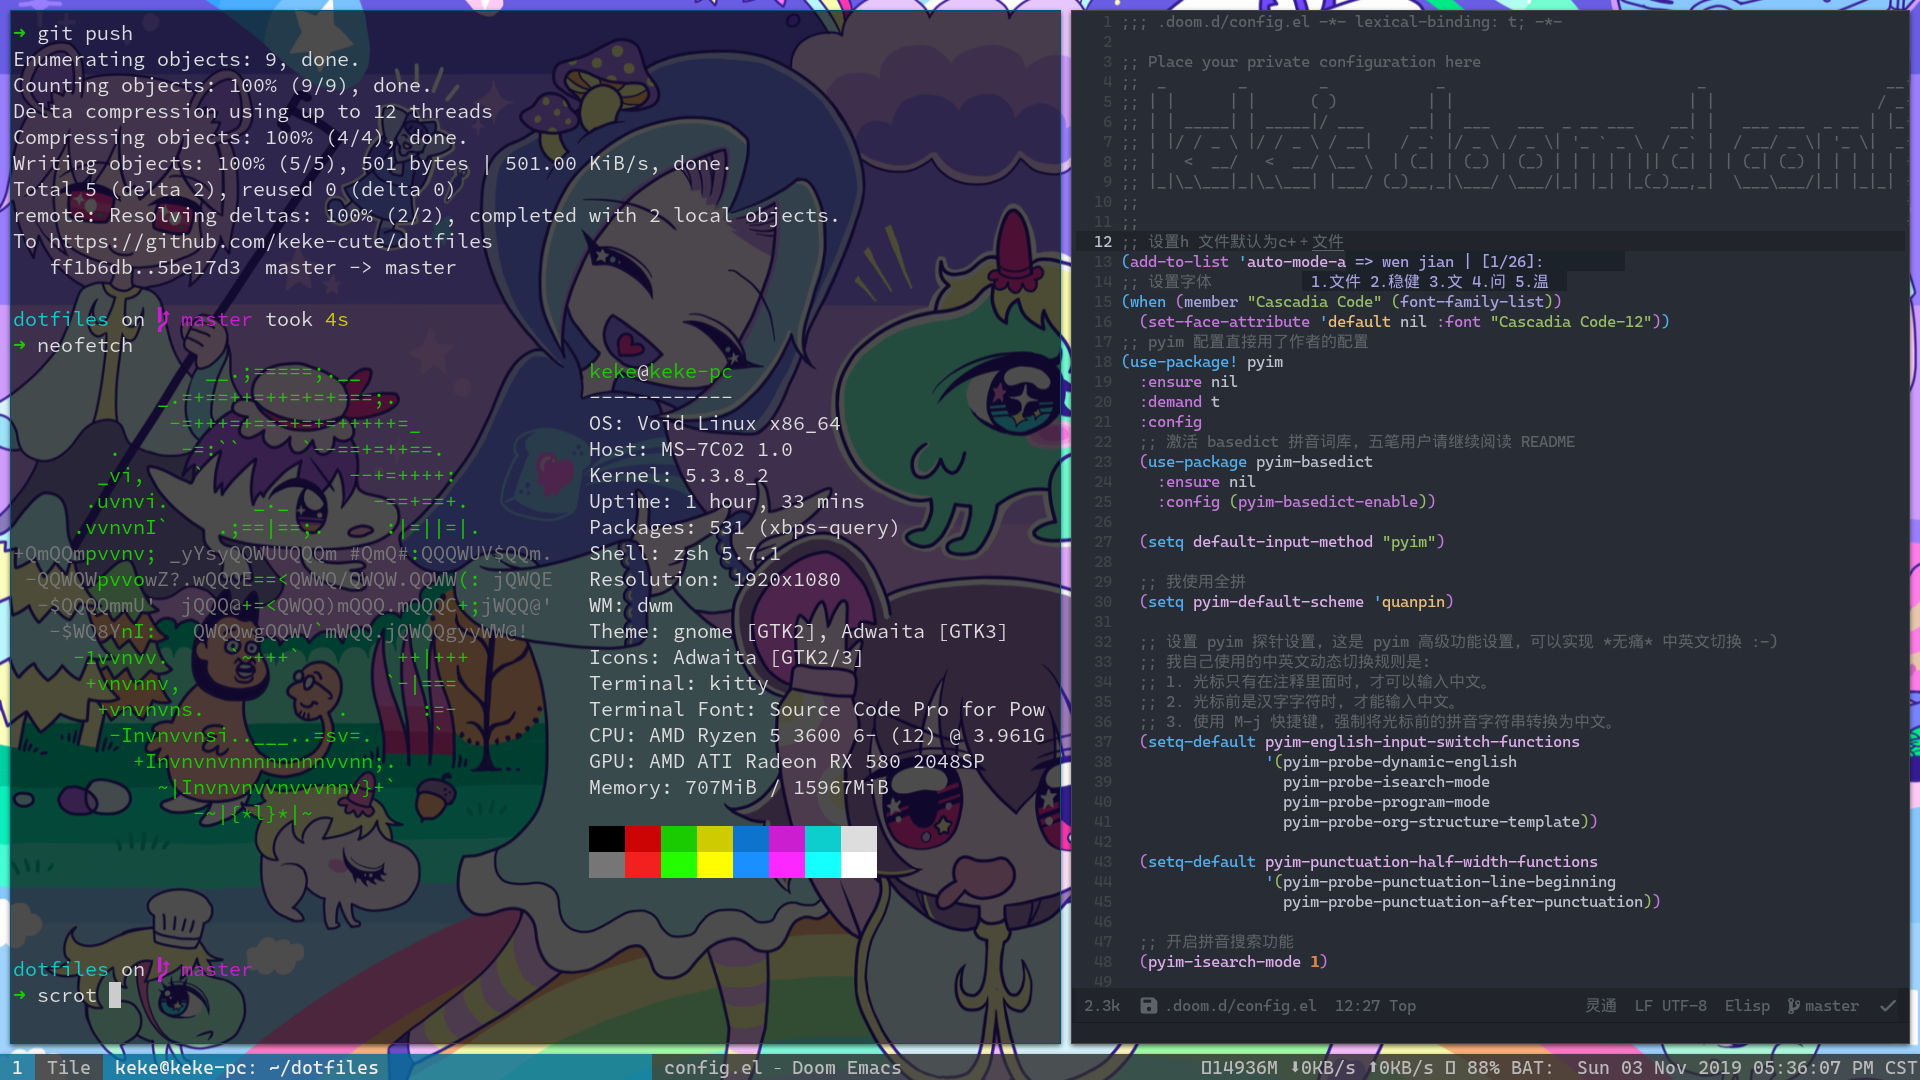 ➜ git push
Enumerating objects: 9, done.
Counting objects: 100% (9/9), done.
Delta compression using up to 12 threads
Compressing objects: 100% (4/4), done.
Writing objects: 100% (5/5), 501 bytes | 501.00 KiB/s, done.
Total 5 (delta 2), reused 0 (delta 0)
remote: Resolving deltas: 100% (2/2), completed with 2 local objects.
To https://github.com/keke-cute/dotfiles
ff1b6db..5be17d3  master -> master
dotfiles on master took 4s
➜ neofetch
keke@keke-pc
------------
OS: Void Linux x86_64
Host: MS-7C02 1.0
Kernel: 5.3.8_2
Uptime: 1 hour, 33 mins
Packages: 531 (xbps-query)
Shell: zsh 5.7.1
Resolution: 1920x1080
WM: dwm
Theme: gnome [GTK2], Adwaita [GTK3]
Icons: Adwaita [GTK2/3]
Terminal: kitty
Terminal Font: Source Code Pro for Pow
CPU: AMD Ryzen 5 3600 6- (12) @ 3.961G
GPU: AMD ATI Radeon RX 580 2048SP
Memory: 707MiB / 15967MiB
dotfiles on master
➜ scrot
1 ;;; .doom.d/config.el -*- lexical-binding: t; -*-
2
3 ;; Place your private configuration here
4 ;;
5 ;;
6 ;;
7 ;;
8 ;;
9 ;;
10 ;;
11 ;;
12 ;; 设置h 文件默认为c++文件
13 (add-to-list 'auto-mode-a => wen jian | [1/26]:
14 ;; 设置字体 1.文件 2.稳健 3.文 4.问 5.温
15 (when (member "Cascadia Code" (font-family-list))
16 (set-face-attribute 'default nil :font "Cascadia Code-12"))
17 ;; pyim 配置直接用了作者的配置
18 (use-package! pyim
19 :ensure nil
20 :demand t
21 :config
22 ;; 激活 basedict 拼音词库，五笔用户请继续阅读 README
23 (use-package pyim-basedict
24 :ensure nil
25 :config (pyim-basedict-enable))
26
27 (setq default-input-method "pyim")
28
29 ;; 我使用全拼
30 (setq pyim-default-scheme 'quanpin)
31
32 ;; 设置 pyim 探针设置，这是 pyim 高级功能设置，可以实现 *无痛* 中英文切换 :-)
33 ;; 我自己使用的中英文动态切换规则是:
34 ;; 1. 光标只有在注释里面时，才可以输入中文。
35 ;; 2. 光标前是汉字字符时，才能输入中文。
36 ;; 3. 使用 M-j 快捷键，强制将光标前的拼音字符串转换为中文。
37 (setq-default pyim-english-input-switch-functions
38 '(pyim-probe-dynamic-english
39 pyim-probe-isearch-mode
40 pyim-probe-program-mode
41 pyim-probe-org-structure-template))
42
43 (setq-default pyim-punctuation-half-width-functions
44 '(pyim-probe-punctuation-line-beginning
45 pyim-probe-punctuation-after-punctuation))
46
47 ;; 开启拼音搜索功能
48 (pyim-isearch-mode 1)
49
2.3k .doom.d/config.el 12:27 Top 灵通 LF UTF-8 Elisp master
1 Tile keke@keke-pc: ~/dotfiles config.el - Doom Emacs 14936M ⬇0KB/s ⬆0KB/s 88% BAT: Sun 03 Nov 2019 05:36:07 PM CST